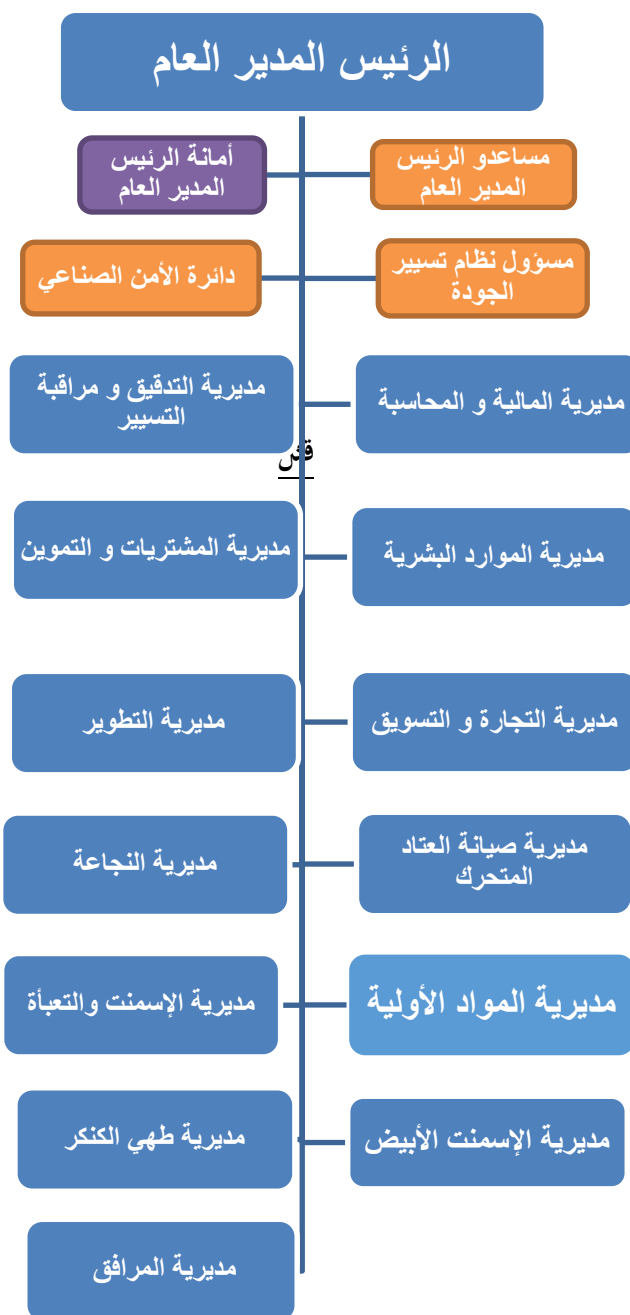 الرئيس المدير العام
مساعدو الرئيس
المدير العام
أمانة الرئيس
المدير العام
مسؤول نظام تسيير
الجودة
دائرة الأمن الصناعي
مديرية المالية و المحاسبة
مديرية التدقيق و مراقبة
التسيير
مديرية الموارد البشرية
مديرية المشتريات و التموين
مديرية التجارة و التسويق
مديرية التطوير
مديرية صيانة العتاد
المتحرك
مديرية النجاعة
مديرية المواد الأولية
مديرية الإسمنت والتعبأة
مديرية الإسمنت الأبيض
مديرية طهي الكنكر
مديرية المرافق